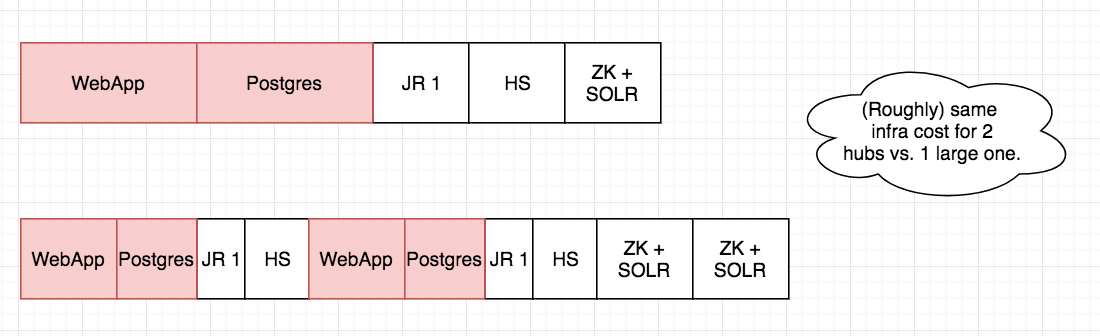 WebApp
Postgres
JR 1
HS
ZK +
SOLR
(Roughly) same
infra cost for 2
hubs vs. 1 large one.
WebApp
Postgres
JR 1
HS
WebApp
Postgres
JR 1
HS
ZK +
SOLR
ZK +
SOLR